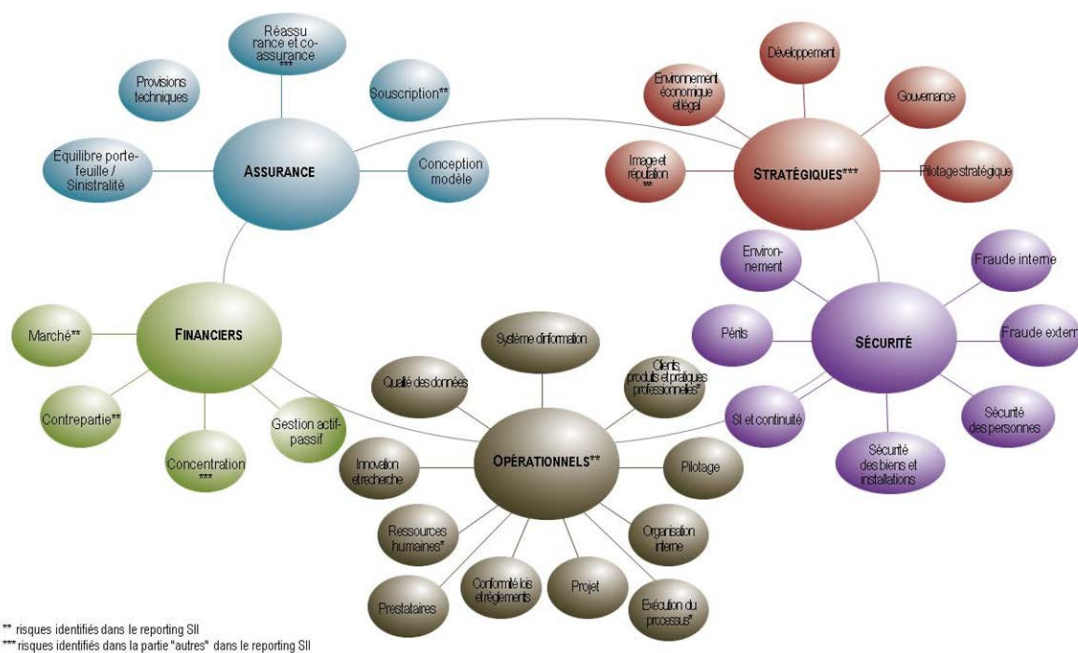 Réassu
rance et co-
assurance
***
Provisions
techniques
Souscription**
Equilibre porte-
feuille /
Sinistralité
ASSURANCE
Conception
modèle
Développement
Environnement
économique
et légal
Gouvernance
Image et
réputation
***
STRATÉGIQUES***
Pilotage stratégique
Environ-
nement
Fraude interne
Périls
SÉCURITÉ
Fraude extern
SI et continuité
Sécurité
des personnes
Sécurité
des biens et
installations
Marché**
FINANCIERS
Contrepartie**
Concentration
***
Gestion actif-
passif
Système d'information
Qualité des données
Clients,
produits et pratiques
professionnelles*
Innovation
et recherche
OPÉRATIONNELS**
Pilotage
Ressources
humaines*
Organisation
interne
Prestataires
Conformité lois
et règlements
Projet
Exécution du
processus*
** risques identifiés dans le reporting SII
*** risques identifiés dans la partie "autres" dans le reporting SII